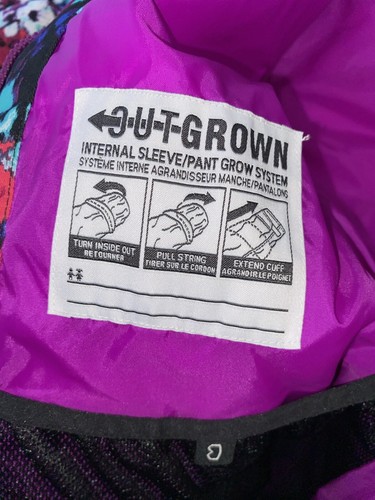 OUTGROWN
INTERNAL SLEEVE/PANT GROW SYSTEM
SYSTÈME INTERNE AGRANDISSEUR MANCHE/PANTALONS
TURN INSIDE OUT
RETOURNER
PULL STRING
TIRER SUR LE CORDON
EXTEND CUFF
AGRANDIR LE POIGNET